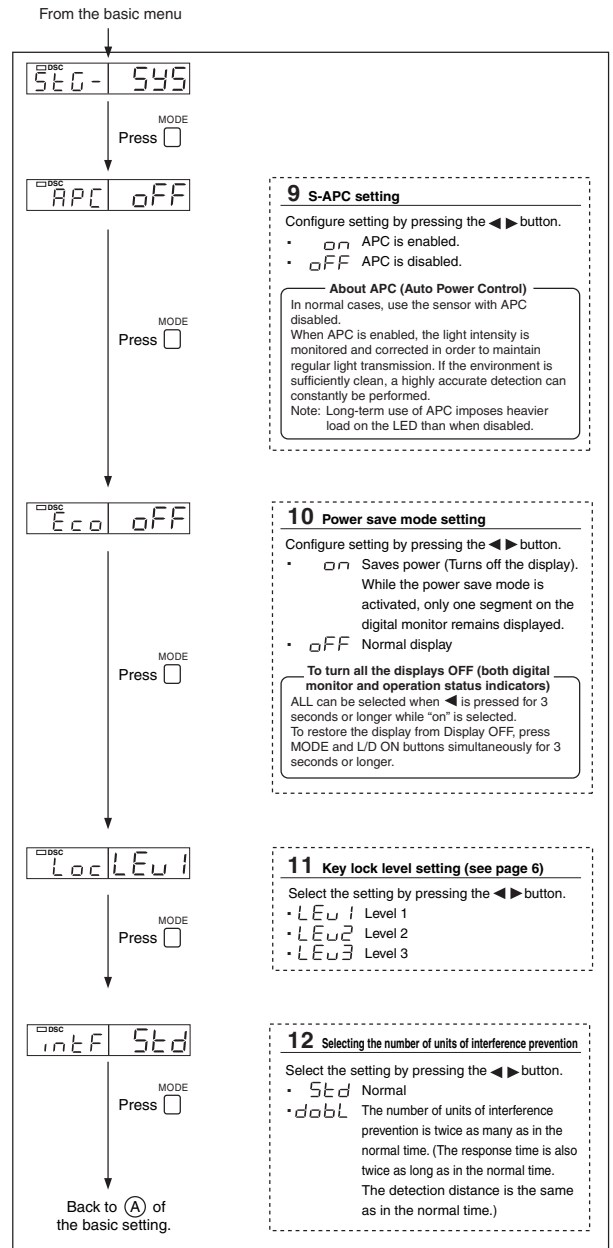 From the basic menu
DSC
StG- SYS
MODE
Press
DSC
APC oFF
MODE
Press
9 S-APC setting
Configure setting by pressing the ◀ ▶ button.
· on APC is enabled.
· oFF APC is disabled.
About APC (Auto Power Control)
In normal cases, use the sensor with APC
disabled.
When APC is enabled, the light intensity is
monitored and corrected in order to maintain
regular light transmission. If the environment is
sufficiently clean, a highly accurate detection can
constantly be performed.
Note: Long-term use of APC imposes heavier
load on the LED than when disabled.
DSC
Eco oFF
MODE
Press
10 Power save mode setting
Configure setting by pressing the ◀ ▶ button.
· on Saves power (Turns off the display).
While the power save mode is
activated, only one segment on the
digital monitor remains displayed.
· oFF Normal display
To turn all the displays OFF (both digital
monitor and operation status indicators)
ALL can be selected when ◀ is pressed for 3
seconds or longer while “on” is selected.
To restore the display from Display OFF, press
MODE and L/D ON buttons simultaneously for 3
seconds or longer.
DSC
Loc LEv1
MODE
Press
11 Key lock level setting (see page 6)
Select the setting by pressing the ◀ ▶ button.
· LEv1 Level 1
· LEv2 Level 2
· LEv3 Level 3
DSC
intF Std
MODE
Press
12 Selecting the number of units of interference prevention
Select the setting by pressing the ◀ ▶ button.
· Std Normal
· dobL The number of units of interference
prevention is twice as many as in the
normal time. (The response time is also
twice as long as in the normal time.
The detection distance is the same
as in the normal time.)
Back to Ⓐ of
the basic setting.